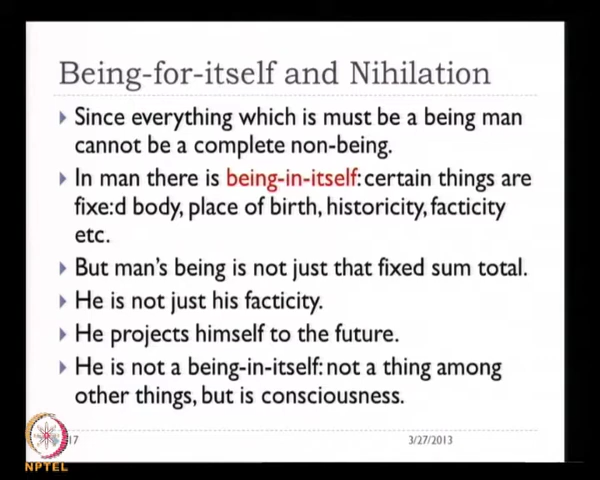 Being-for-itself and Nihilation
Since everything which is must be a being man
cannot be a complete non-being.
In man there is being-in-itself: certain things are
fixe:d body, place of birth, historicity, facticity
etc.
But man's being is not just that fixed sum total.
He is not just his facticity.
He projects himself to the future.
He is not a being-in-itself: not a thing among
other things, but is consciousness.
17
3/27/2013
NPTEL